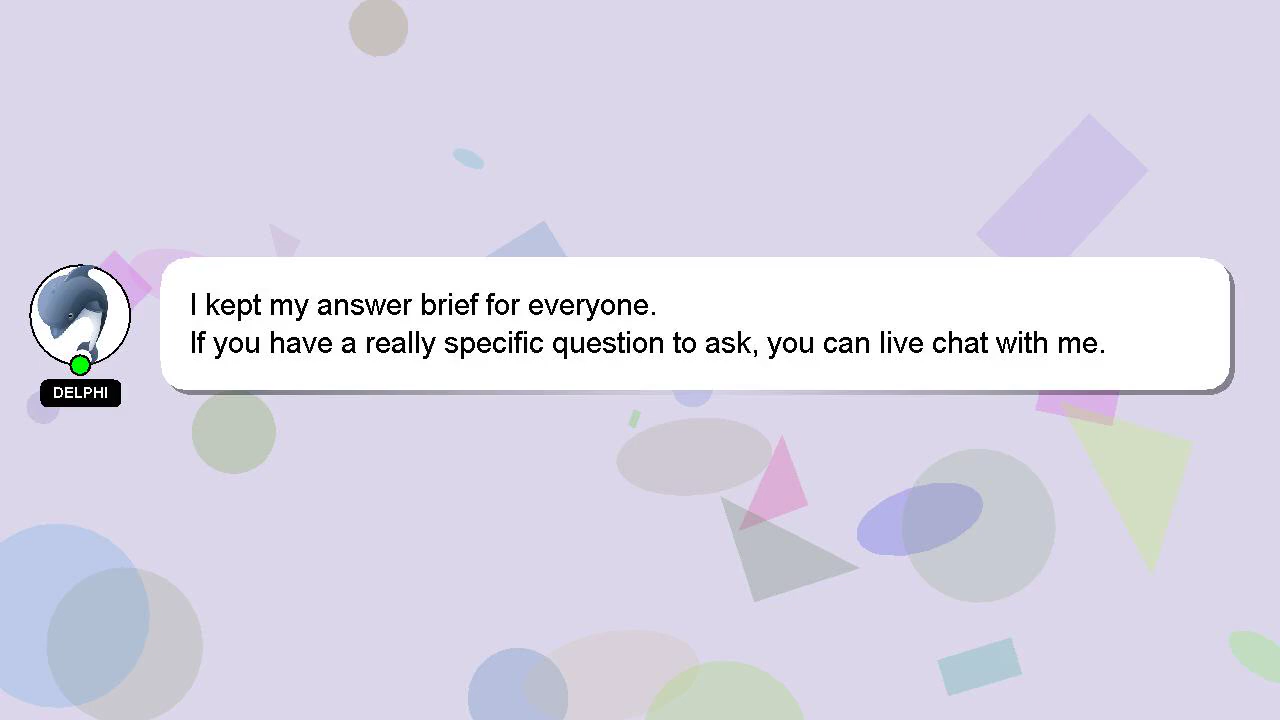 I kept my answer brief for everyone.
If you have a really specific question to ask, you can live chat with me.
DELPHI